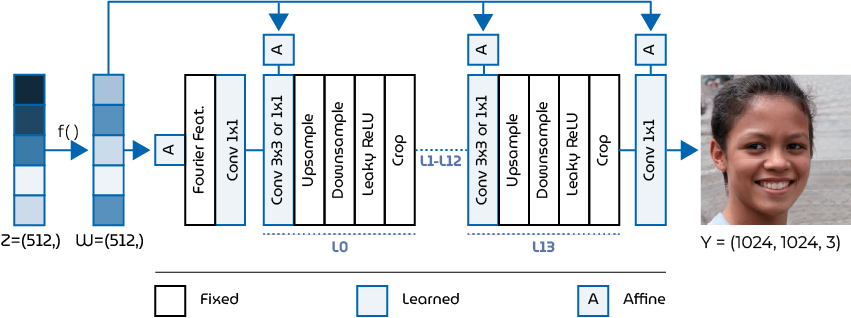 A
A
A
f()
A
Fourier Feat.
Conv 1x1
Conv 3x3 or 1x1
Upsample
Downsample
Leaky ReLU
Crop
L1-L12
Conv 3x3 or 1x1
Upsample
Downsample
Leaky ReLU
Crop
Conv 1x1
Z=(512,)
W=(512,)
L0
L13
Y = (1024, 1024, 3)
Fixed
Learned
A
Affine